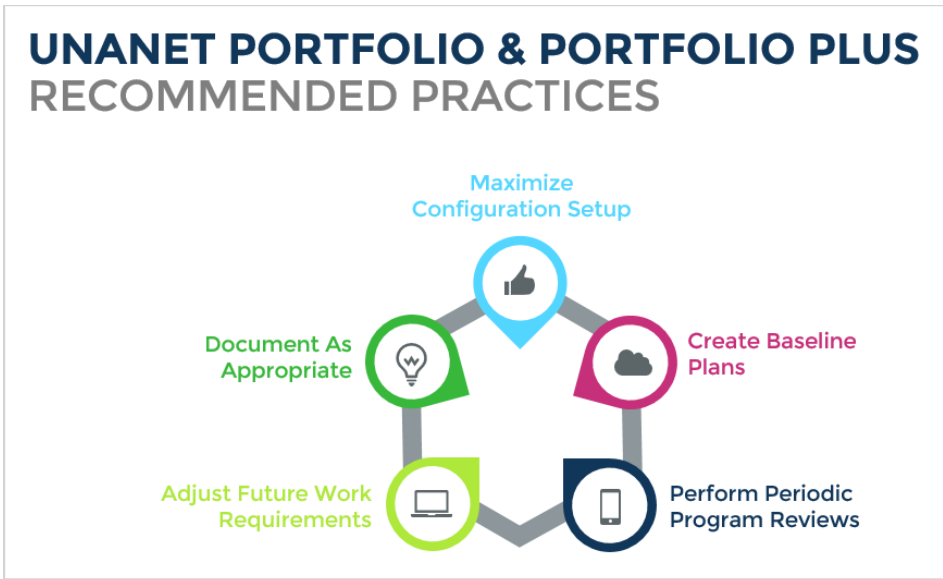 UNANET PORTFOLIO & PORTFOLIO PLUS
RECOMMENDED PRACTICES
Maximize
Configuration Setup
Create Baseline
Plans
Perform Periodic
Program Reviews
Adjust Future Work
Requirements
Document As
Appropriate